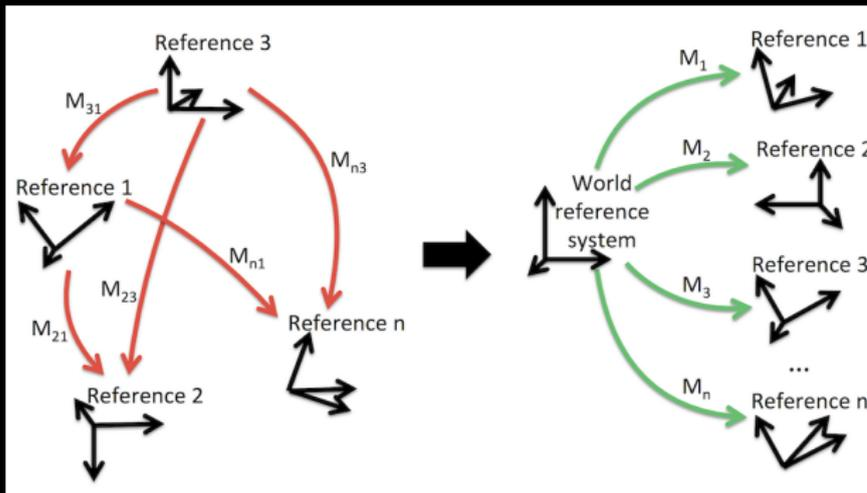 Reference 3
M31
Mn3
Reference 1
M23
Mn1
M21
Reference n
Reference 2
Reference 1
M1
M2
Reference 2
World
reference
system
Reference 3
M3
...
Mn
Reference n